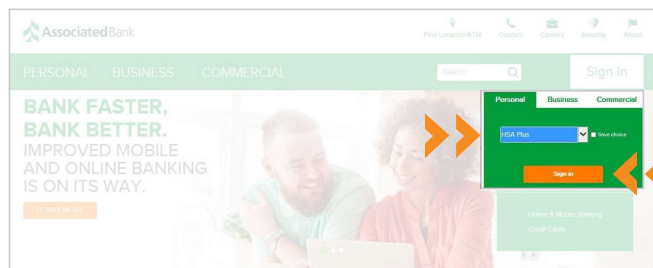 Associated Bank
Find Location/ATM Contact Careers Security About
PERSONAL BUSINESS COMMERCIAL Search Sign In
Personal Business Commercial
HSA Plus Save choice
Sign in
BANK FASTER,
BANK BETTER.
IMPROVED MOBILE
AND ONLINE BANKING
IS ON ITS WAY.
LEARN MORE
Online & Mobile Banking
Credit Cards